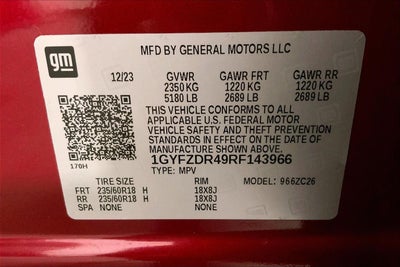 gm
MFD BY GENERAL MOTORS LLC
12/23 GVWR GAWR FRT GAWR RR
2350 KG 1220 KG 1220 KG
5180 LB 2689 LB 2689 LB
THIS VEHICLE CONFORMS TO ALL
APPLICABLE U.S. FEDERAL MOTOR
VEHICLE SAFETY AND THEFT PREVENTION
STANDARDS IN EFFECT ON THE DATE OF
MANUFACTURE SHOWN ABOVE.
170H
1GYFZDR49RF143966
TYPE: MPV MODEL: 966ZC26
TIRE SIZE RIM
FRT 235/60R18 H 18X8J
RR 235/60R18 H 18X8J
SPA NONE NONE